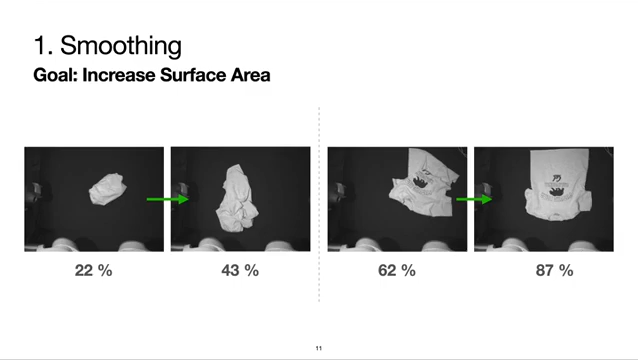 1. Smoothing
Goal: Increase Surface Area
22 %
43 %
62 %
87 %
11